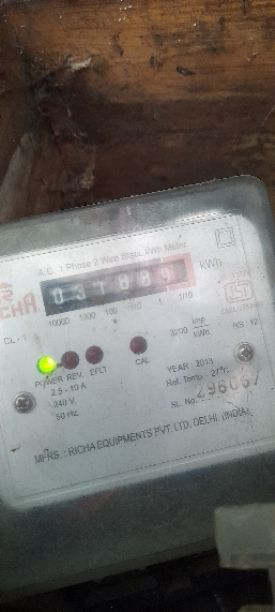 A.C. 1 Phase 2 Wire Static Watt Meter
RICHA
031889
kWh
10000 1000 100 1 1/10
CL - 1
3200 imp/kWh
POWER REV. EFLT CAL
2.5 - 10 A
240 V.
50 Hz.
YEAR : 2013
Ref. Temp. : 27°C
SL. No.
MFRS. : RICHA EQUIPMENTS PVT. LTD. DELHI. (INDIA)